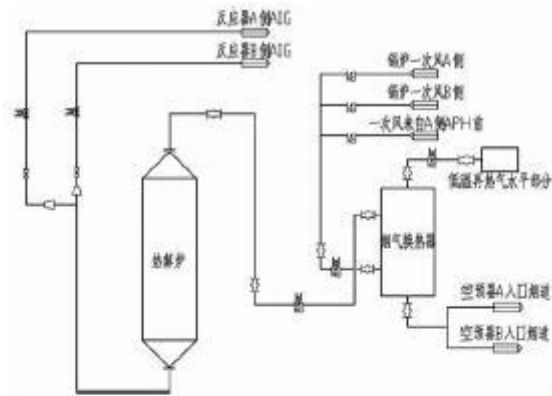 反应器A侧AIG
反应器B侧AIG
锅炉一次风A侧
锅炉一次风B侧
一次风来自A侧APH前
低温再热气水平部分
热解炉
烟气换热器
空预器A入口烟道
空预器B入口烟道